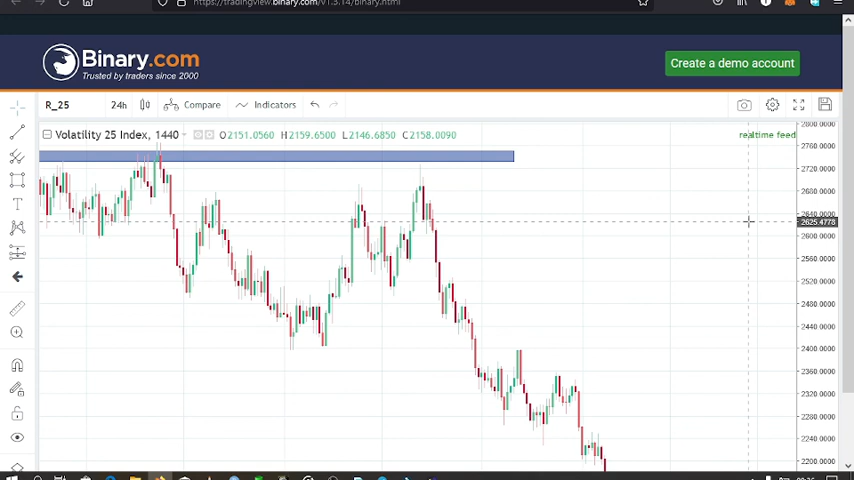 https://tradingview.binary.com/v1.3.14/binary.html
Binary.com
Trusted by traders since 2000
Create a demo account
R_25 24h Compare Indicators
Volatility 25 Index, 1440 O2151.0560 H2159.6500 L2146.6850 C2158.0090
realtime feed
2800.0000
2760.0000
2720.0000
2680.0000
2640.0000
2625.4778
2600.0000
2560.0000
2520.0000
2480.0000
2440.0000
2400.0000
2360.0000
2320.0000
2280.0000
2240.0000
2200.0000